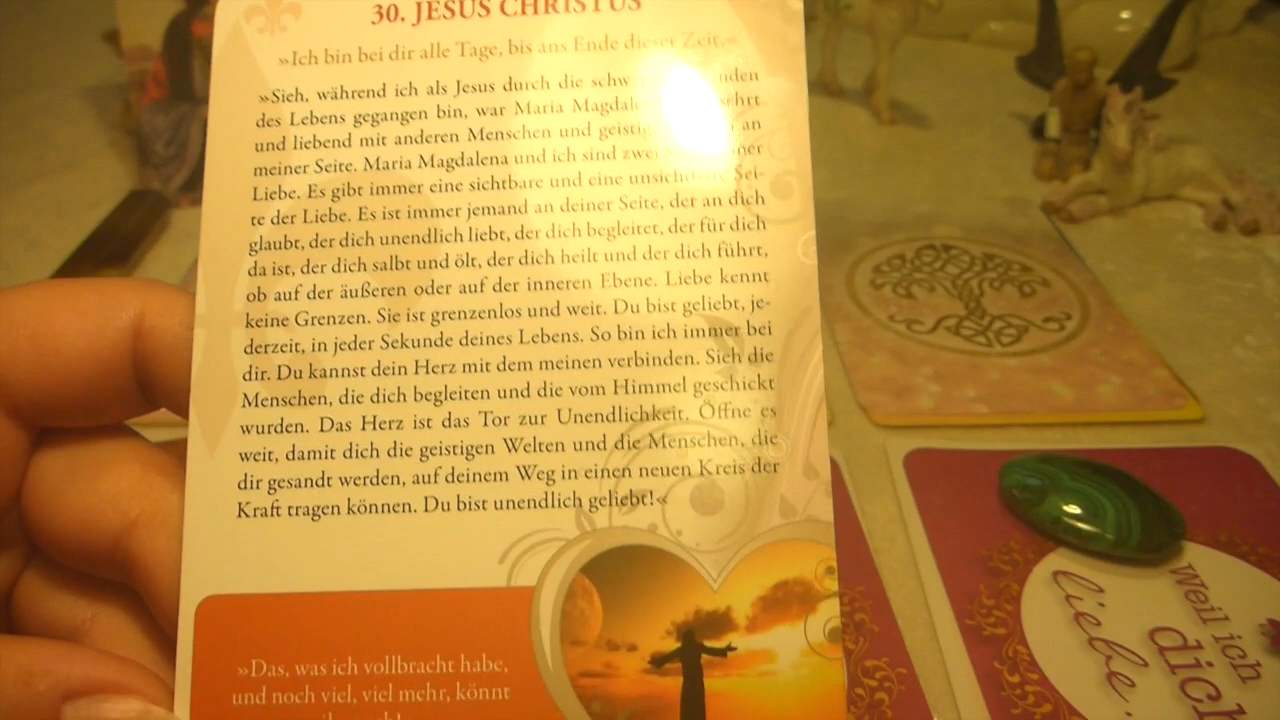 30. JESUS CHRISTUS
»Ich bin bei dir alle Tage, bis ans Ende dieser Zeit.«
»Sieh, während ich als Jesus durch die
des Lebens gegangen bin, war Maria
und liebend mit anderen Menschen und an
meiner Seite. Maria Magdalena und ich sind
Liebe. Es gibt immer eine sichtbare und eine unsichtbare Sei-
te der Liebe. Es ist immer jemand an deiner Seite, der an dich
glaubt, der dich unendlich liebt, der dich begleitet, der für dich
da ist, der dich salbt und ölt, der dich heilt und der dich führt,
ob auf der äußeren oder auf der inneren Ebene. Liebe kennt
keine Grenzen. Sie ist grenzenlos und weit. Du bist geliebt, je-
derzeit, in jeder Sekunde deines Lebens. So bin ich immer bei
dir. Du kannst dein Herz mit dem meinen verbinden. Sieh die
Menschen, die dich begleiten und die vom Himmel geschickt
wurden. Das Herz ist das Tor zur Unendlichkeit. Öffne es
weit, damit dich die geistigen Welten und die Menschen, die
dir gesandt werden, auf deinem Weg in einen neuen Kreis der
Kraft tragen können. Du bist unendlich geliebt!«
»Das, was ich vollbracht habe,
und noch viel, viel mehr, könnt
Weil ich
dich
liebe.